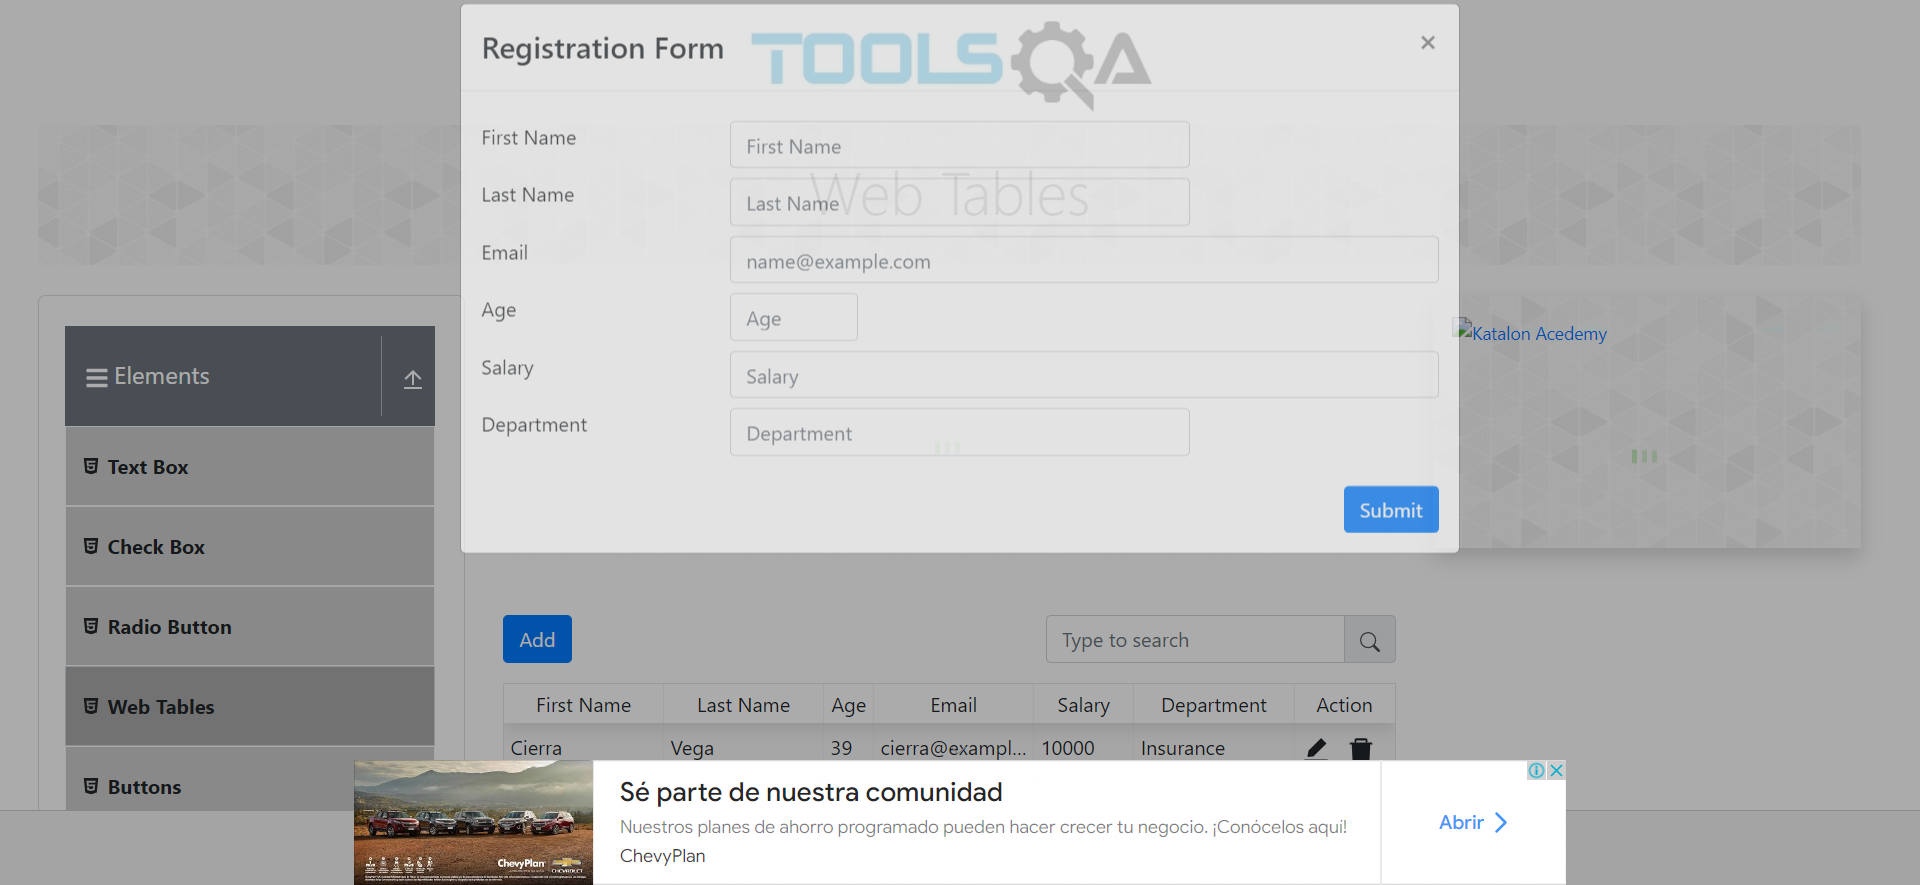 Registration Form
TOOLSQA
×
First Name
First Name
Last Name
Last Name
Web Tables
Email
name@example.com
Age
Age
Salary
Salary
Department
Department
Submit
Katalon Acedemy
Elements
Text Box
Check Box
Radio Button
Web Tables
Buttons
Add
Type to search
First Name Last Name Age Email Salary Department Action
Cierra Vega 39 cierra@exampl... 10000 Insurance
Sé parte de nuestra comunidad
Nuestros planes de ahorro programado pueden hacer crecer tu negocio. ¡Conócelos aquí!
ChevyPlan
Abrir
ChevyPlan
CHEVROLET